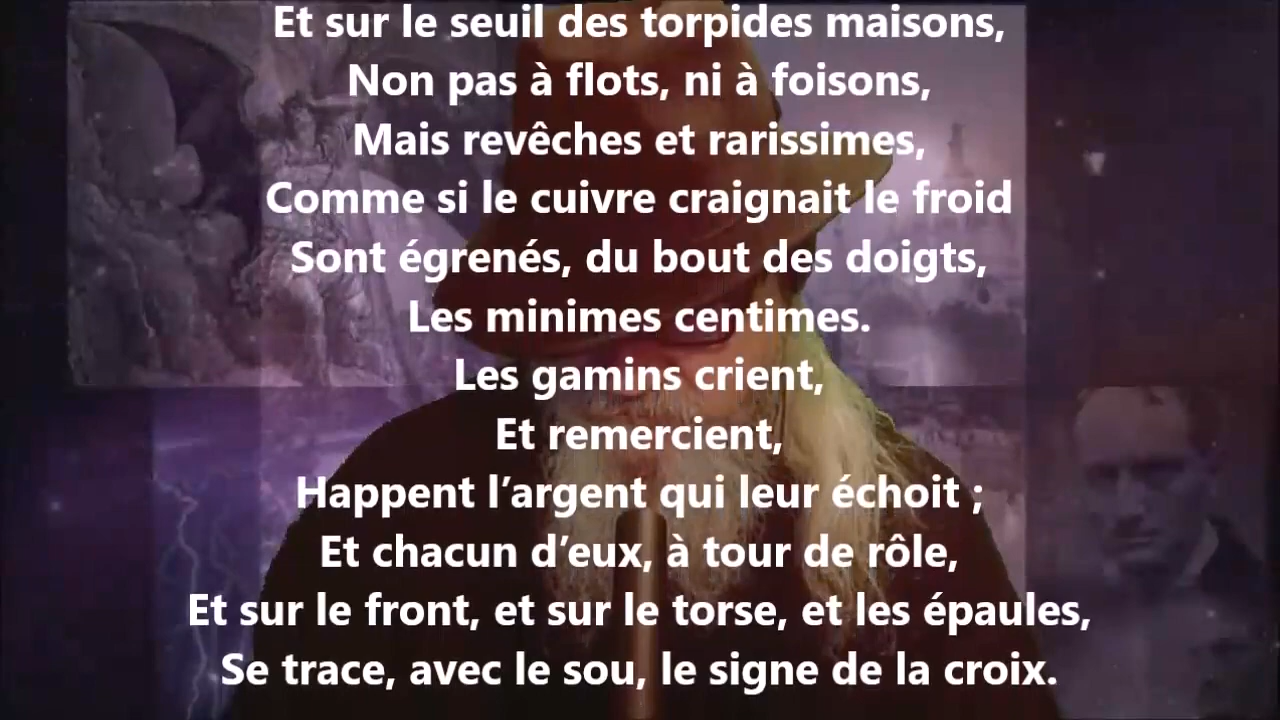 Et sur le seuil des torpides maisons,
Non pas à flots, ni à foisons,
Mais revêches et rarissimes,
Comme si le cuivre craignait le froid
Sont égrenés, du bout des doigts,
Les minimes centimes.
Les gamins crient,
Et remercient,
Happent l’argent qui leur échoit ;
Et chacun d’eux, à tour de rôle,
Et sur le front, et sur le torse, et les épaules,
Se trace, avec le sou, le signe de la croix.